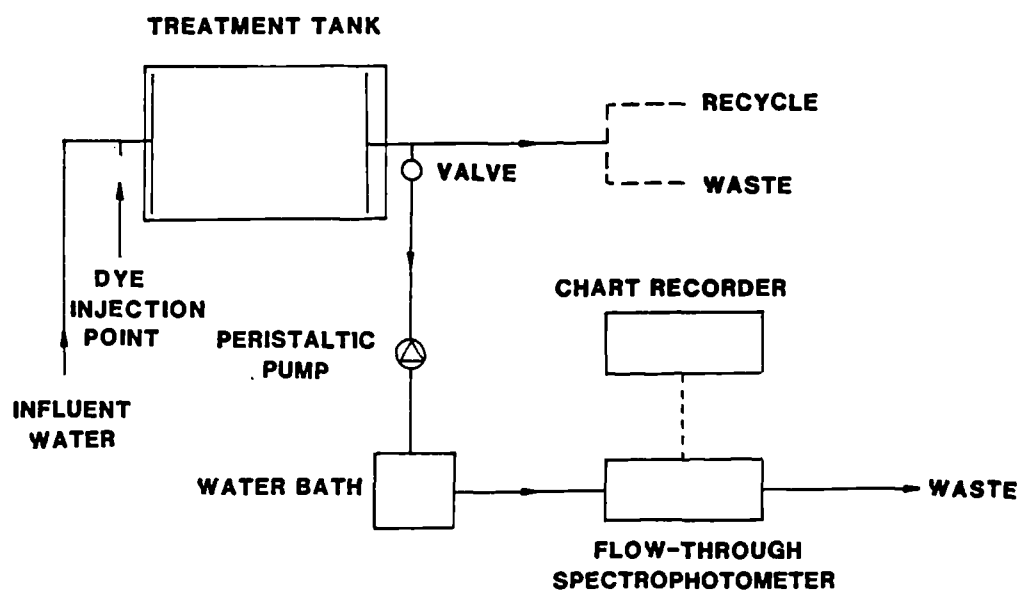 TREATMENT TANK
RECYCLE
VALVE
WASTE
DYE
INJECTION
POINT
CHART RECORDER
PERISTALTIC
PUMP
INFLUENT
WATER
WATER BATH
WASTE
FLOW-THROUGH
SPECTROPHOTOMETER